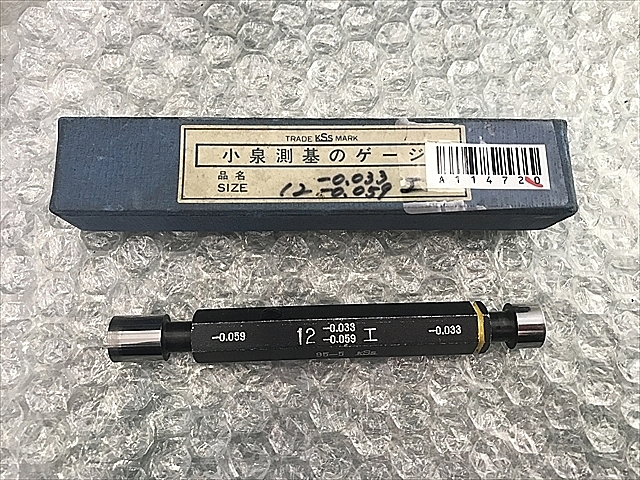 TRADE KSS MARK
小泉測基のゲージ
品名
SIZE
12 -0.033
-0.059 工
A114720
-0.059
12 -0.033
-0.059 工
-0.033
95-5 KSS